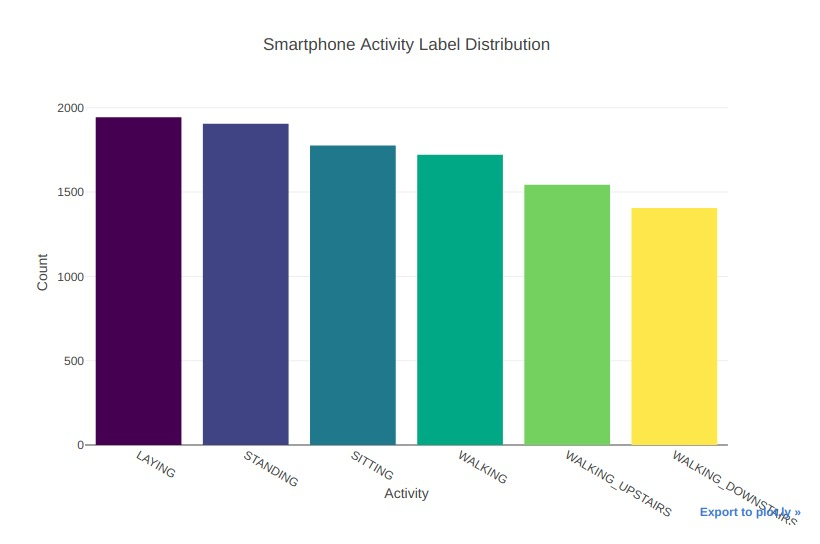 Smartphone Activity Label Distribution
2000
1500
1000
500
0
Count
LAYING
STANDING
SITTING
WALKING
WALKING_UPSTAIRS
WALKING_DOWNSTAIRS
Activity
Export to plot.ly »